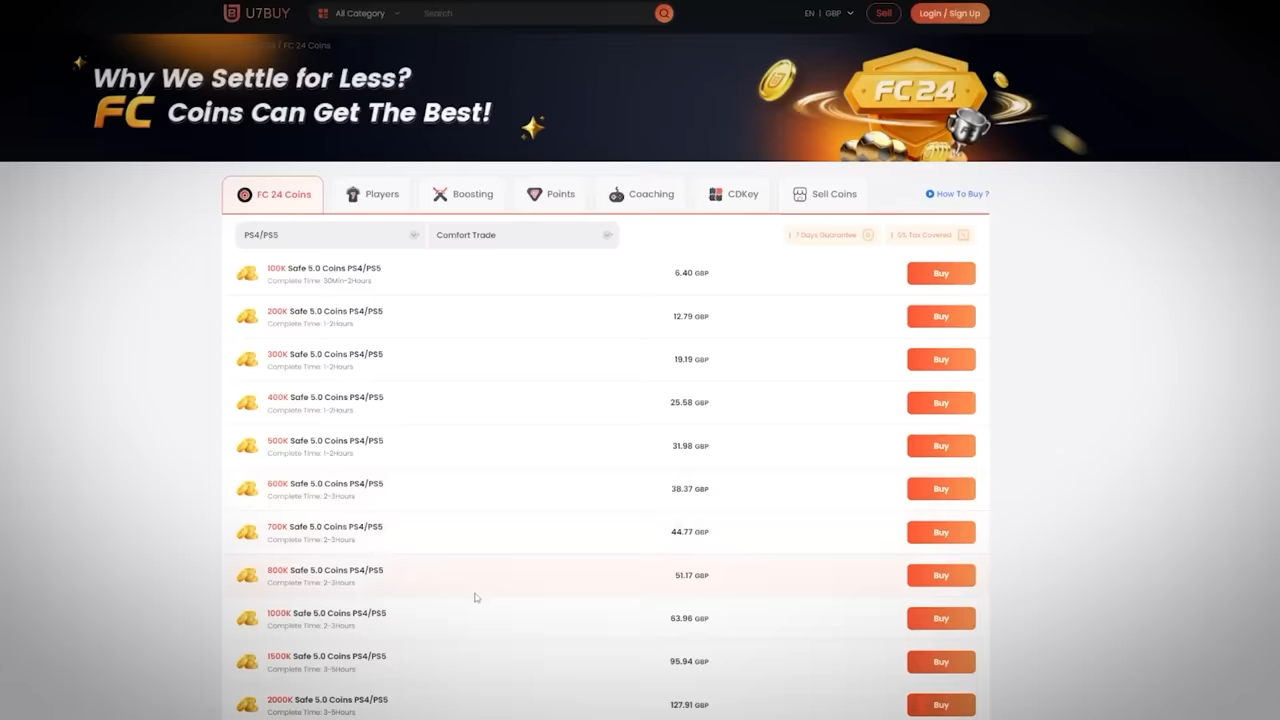 U7BUY
All Category
Search
EN | GBP
Sell
Login / Sign Up
/ FC 24 Coins
Why We Settle for Less?
FC Coins Can Get The Best!
FC 24
FC 24 Coins
Players
Boosting
Points
Coaching
CDKey
Sell Coins
How To Buy ?
PS4/PS5
Comfort Trade
7 Days Guarantee
5% Tax Covered
100K Safe 5.0 Coins PS4/PS5
Complete Time: 30Min-2Hours
6.40 GBP
Buy
200K Safe 5.0 Coins PS4/PS5
Complete Time: 1-2Hours
12.79 GBP
Buy
300K Safe 5.0 Coins PS4/PS5
Complete Time: 1-2Hours
19.19 GBP
Buy
400K Safe 5.0 Coins PS4/PS5
Complete Time: 1-2Hours
25.58 GBP
Buy
500K Safe 5.0 Coins PS4/PS5
Complete Time: 1-2Hours
31.98 GBP
Buy
600K Safe 5.0 Coins PS4/PS5
Complete Time: 2-3Hours
38.37 GBP
Buy
700K Safe 5.0 Coins PS4/PS5
Complete Time: 2-3Hours
44.77 GBP
Buy
800K Safe 5.0 Coins PS4/PS5
Complete Time: 2-3Hours
51.17 GBP
Buy
1000K Safe 5.0 Coins PS4/PS5
Complete Time: 2-3Hours
63.96 GBP
Buy
1500K Safe 5.0 Coins PS4/PS5
Complete Time: 3-5Hours
95.94 GBP
Buy
2000K Safe 5.0 Coins PS4/PS5
Complete Time: 3-5Hours
127.91 GBP
Buy